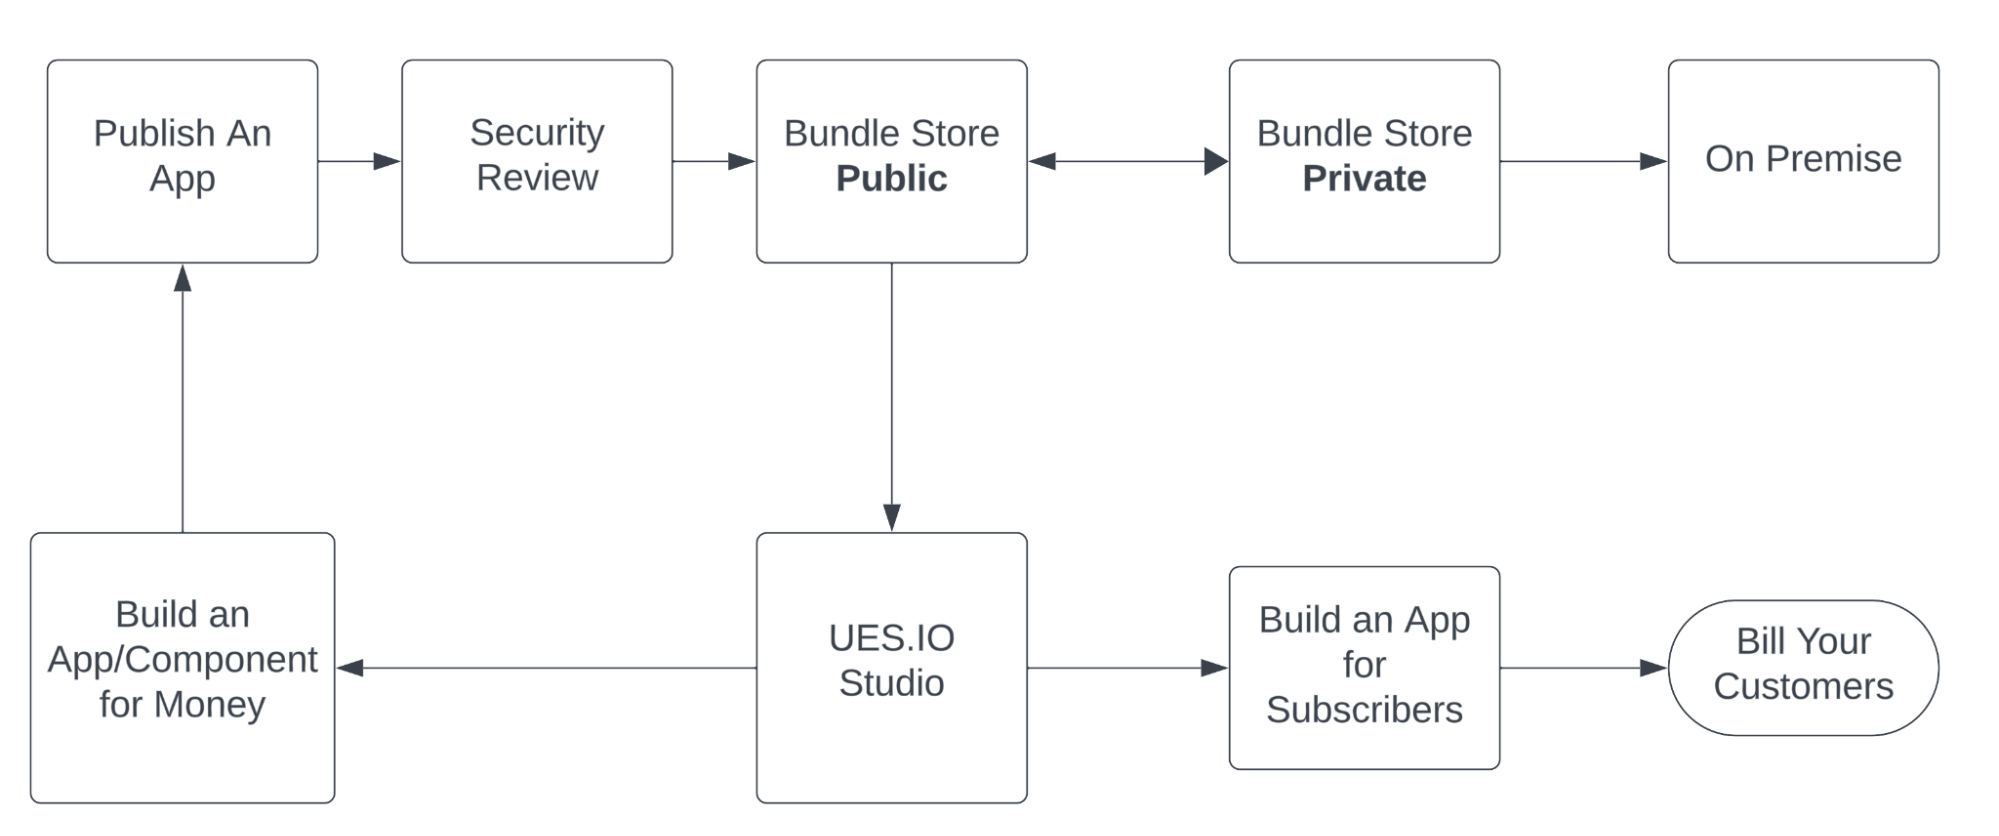 Publish An
App
Security
Review
Bundle Store
Public
Bundle Store
Private
On Premise
Build an
App/Component
for Money
UES.IO
Studio
Build an App
for
Subscribers
Bill Your
Customers